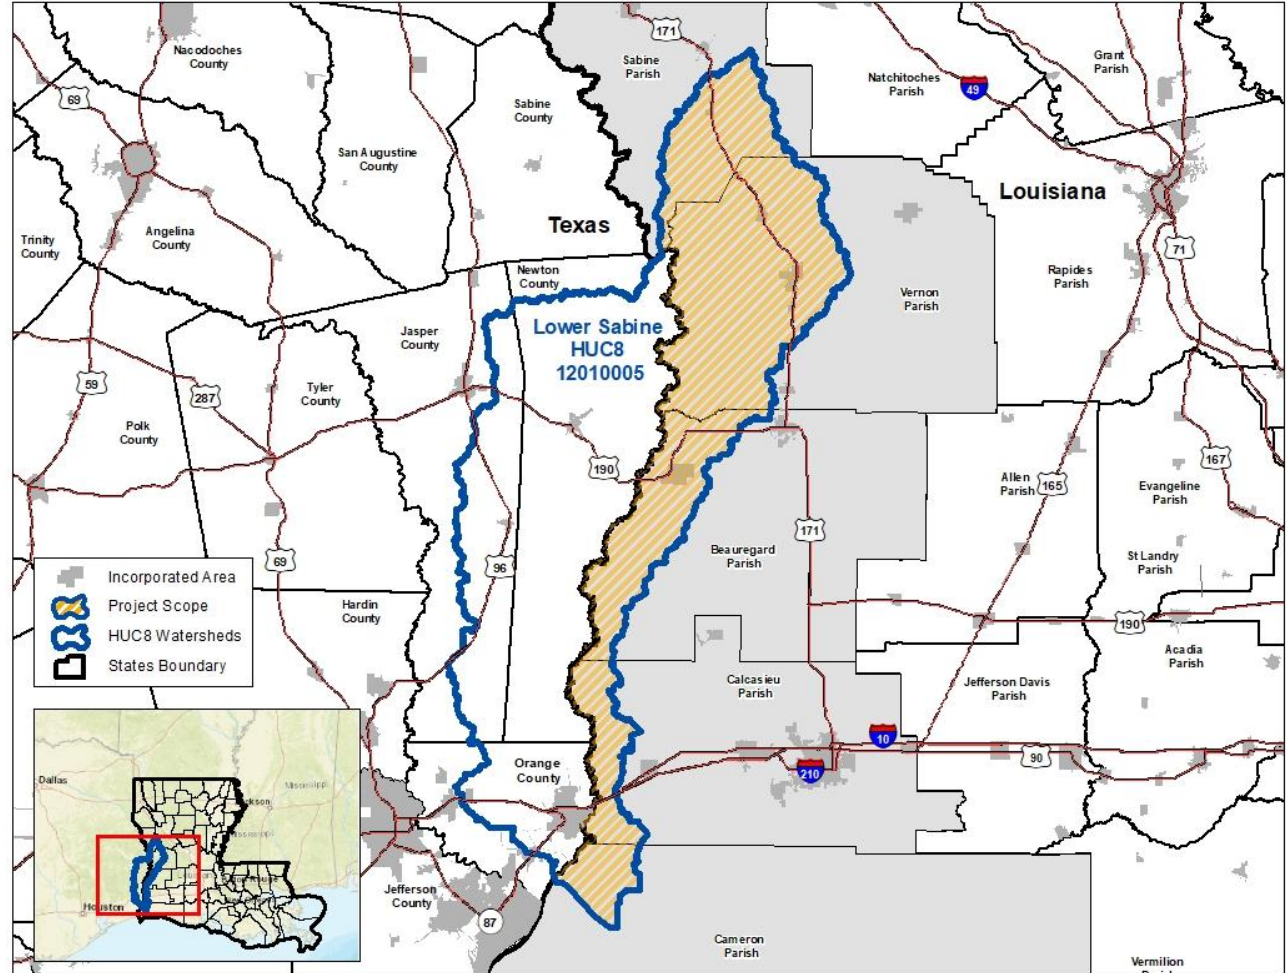 171
Nacodoches
County
Sabine
Parish
Grant
Parish
Natchitoches
Parish
49
69
Sabine
County
San Augustine
County
Louisiana
Texas
Angelina
County
Trinity
County
71
Rapides
Parish
Newton
County
Vernon
Parish
Lower Sabine
HUC8
12010005
Jasper
County
59
287
Tyler
County
Polk
County
190
167
Allen
Parish
165
Evangeline
Parish
171
Beauregard
Parish
St Landry
Parish
69
96
Incorporated Area
Project Scope
HUC8 Watersheds
States Boundary
Hardin
County
190
Acadia
Parish
Calcasieu
Parish
Jefferson Davis
Parish
10
90
210
Orange
County
Dallas
Mississippi
Houston
Jefferson
County
87
Cameron
Parish
Vermilion